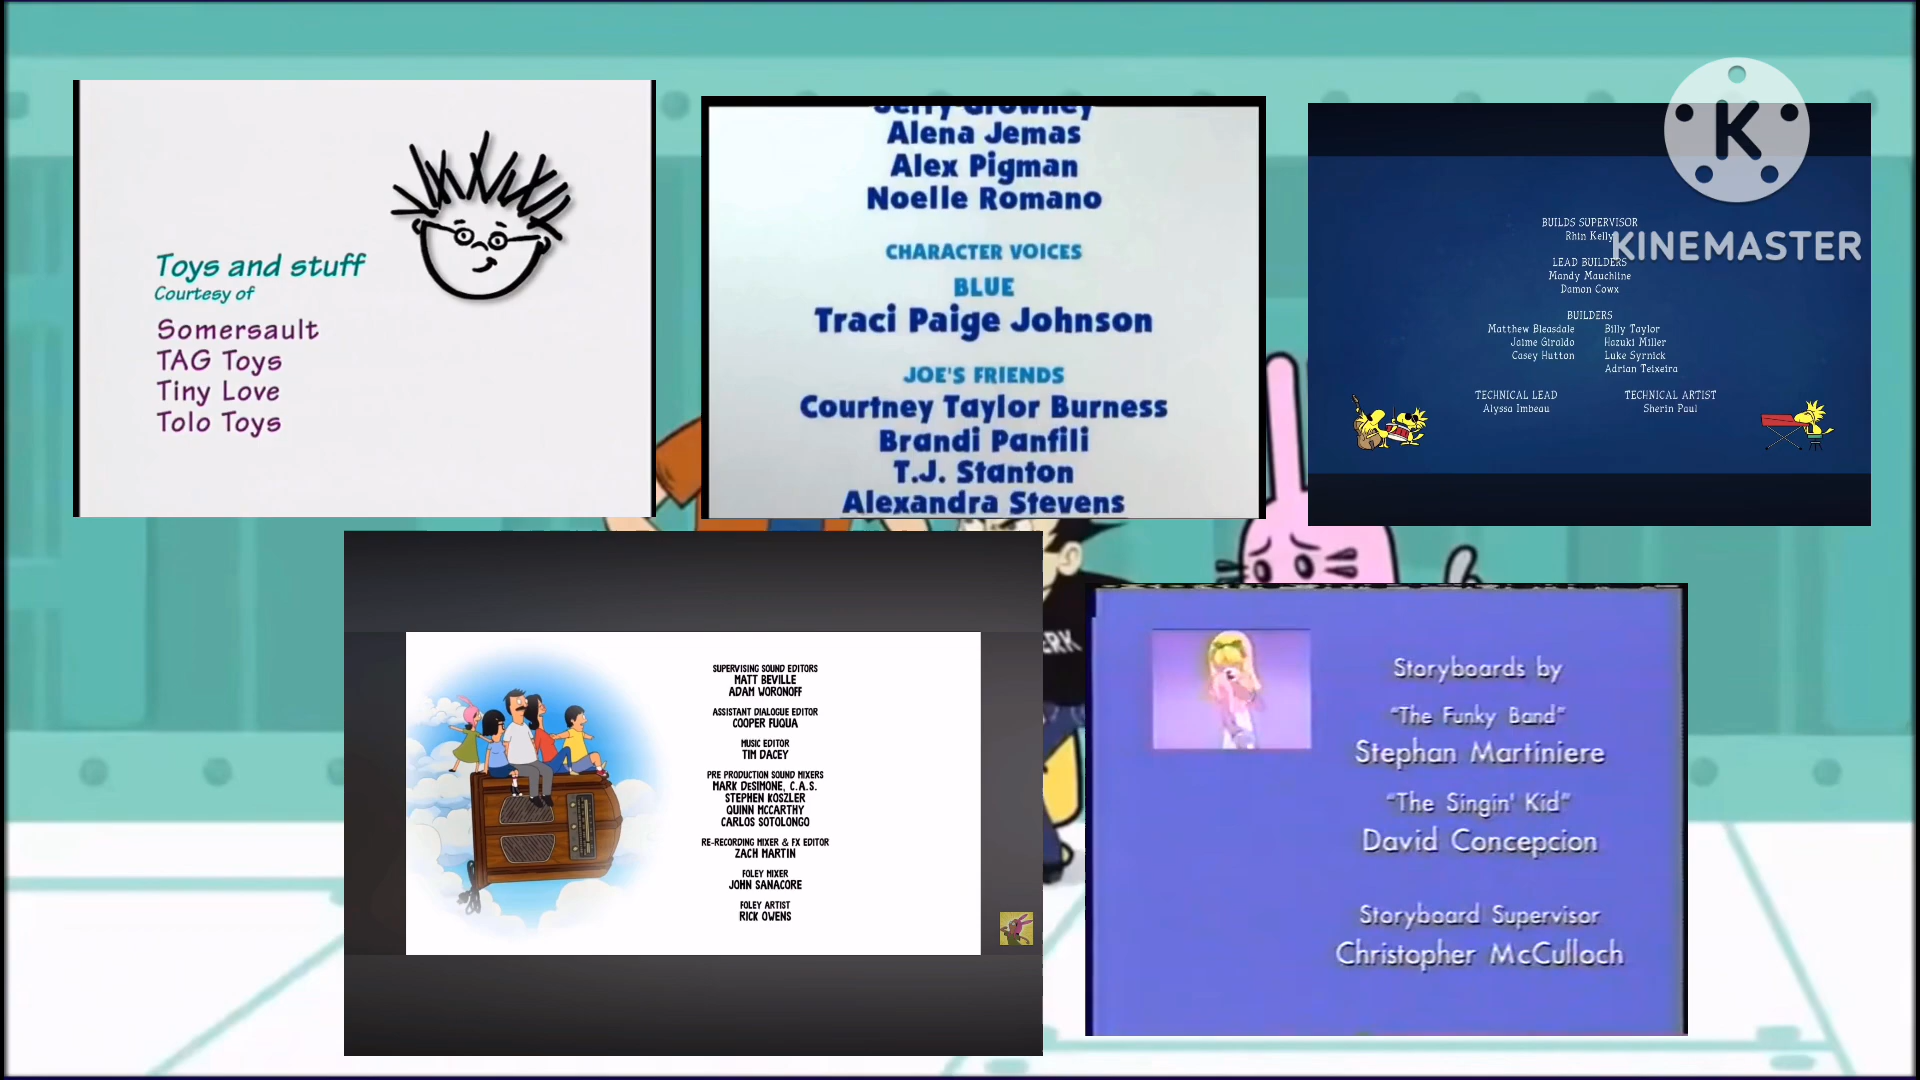 Toys and stuff
Courtesy of
Somersault
TAG Toys
Tiny Love
Tolo Toys
Jerry Growney
Alena Jemas
Alex Pigman
Noelle Romano
CHARACTER VOICES
BLUE
Traci Paige Johnson
JOE'S FRIENDS
Courtney Taylor Burness
Brandi Panfili
T.J. Stanton
Alexandra Stevens
K
KINEMASTER
BUILDS SUPERVISOR
Rhin Kelly
LEAD BUILDERS
Mandy Mauchline
Damon Cowx
BUILDERS
Matthew Bleasdale Billy Taylor
Jaime Giraldo Hazuki Miller
Casey Hutton Luke Syrnick
Adrian Teixeira
TECHNICAL LEAD TECHNICAL ARTIST
Alyssa Imbeau Sherin Paul
SUPERVISING SOUND EDITORS
MATT BEVILLE
ADAM WORONOFF
ASSISTANT DIALOGUE EDITOR
COOPER FUQUA
MUSIC EDITOR
TIM DACEY
PRE PRODUCTION SOUND MIXERS
MARK DeSIMONE, C.A.S.
STEPHEN KOSZLER
QUINN MCCARTHY
CARLOS SOTOLONGO
RE-RECORDING MIXER & FX EDITOR
ZACH MARTIN
FOLEY MIXER
JOHN SANACORE
FOLEY ARTIST
RICK OWENS
Storyboards by
"The Funky Band"
Stephan Martiniere
"The Singin' Kid"
David Concepcion
Storyboard Supervisor
Christopher McCulloch